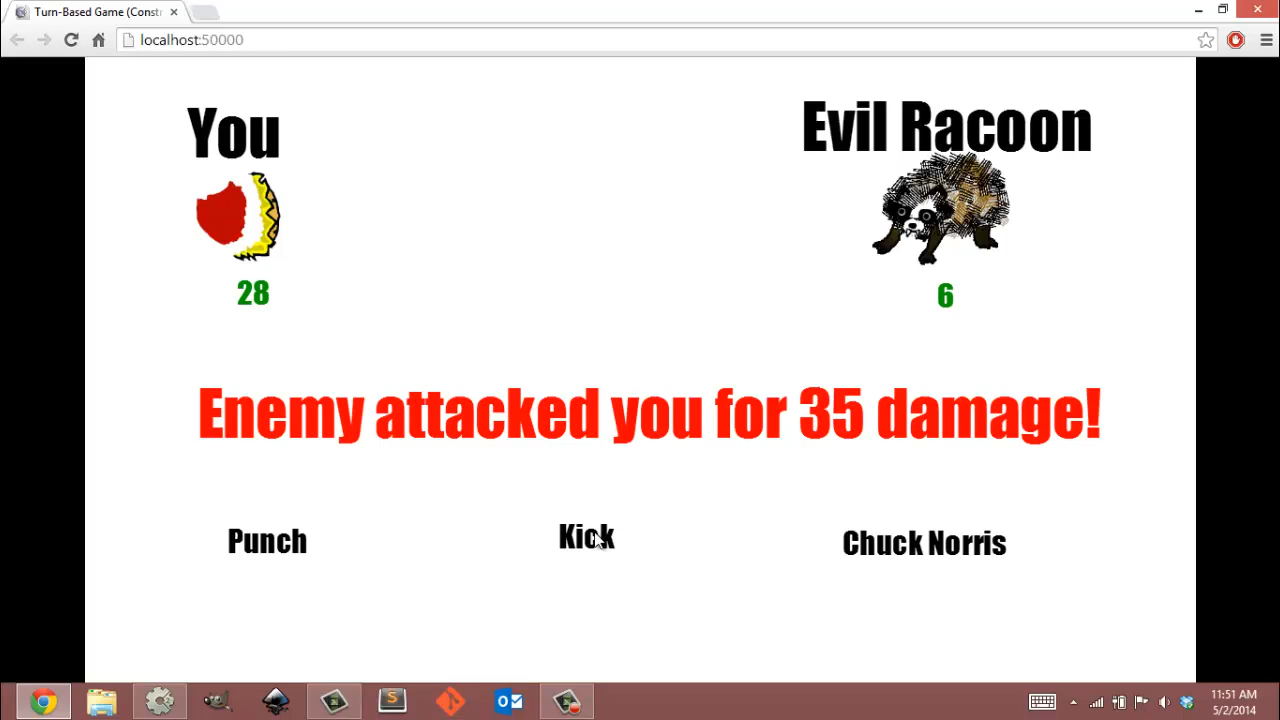 Turn-Based Game (Constr
localhost:50000
You
Evil Racoon
28
6
Enemy attacked you for 35 damage!
Punch
Kick
Chuck Norris
11:51 AM
5/2/2014